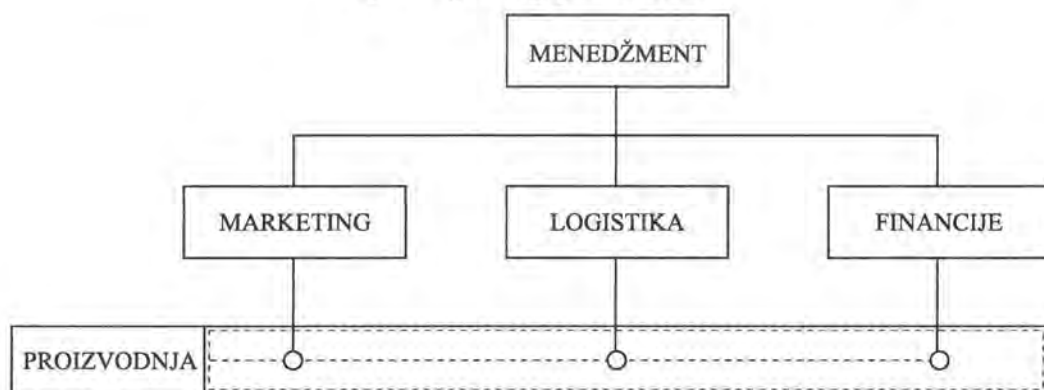 MENEDŽMENT
MARKETING
LOGISTIKA
FINANCIJE
PROIZVODNJA